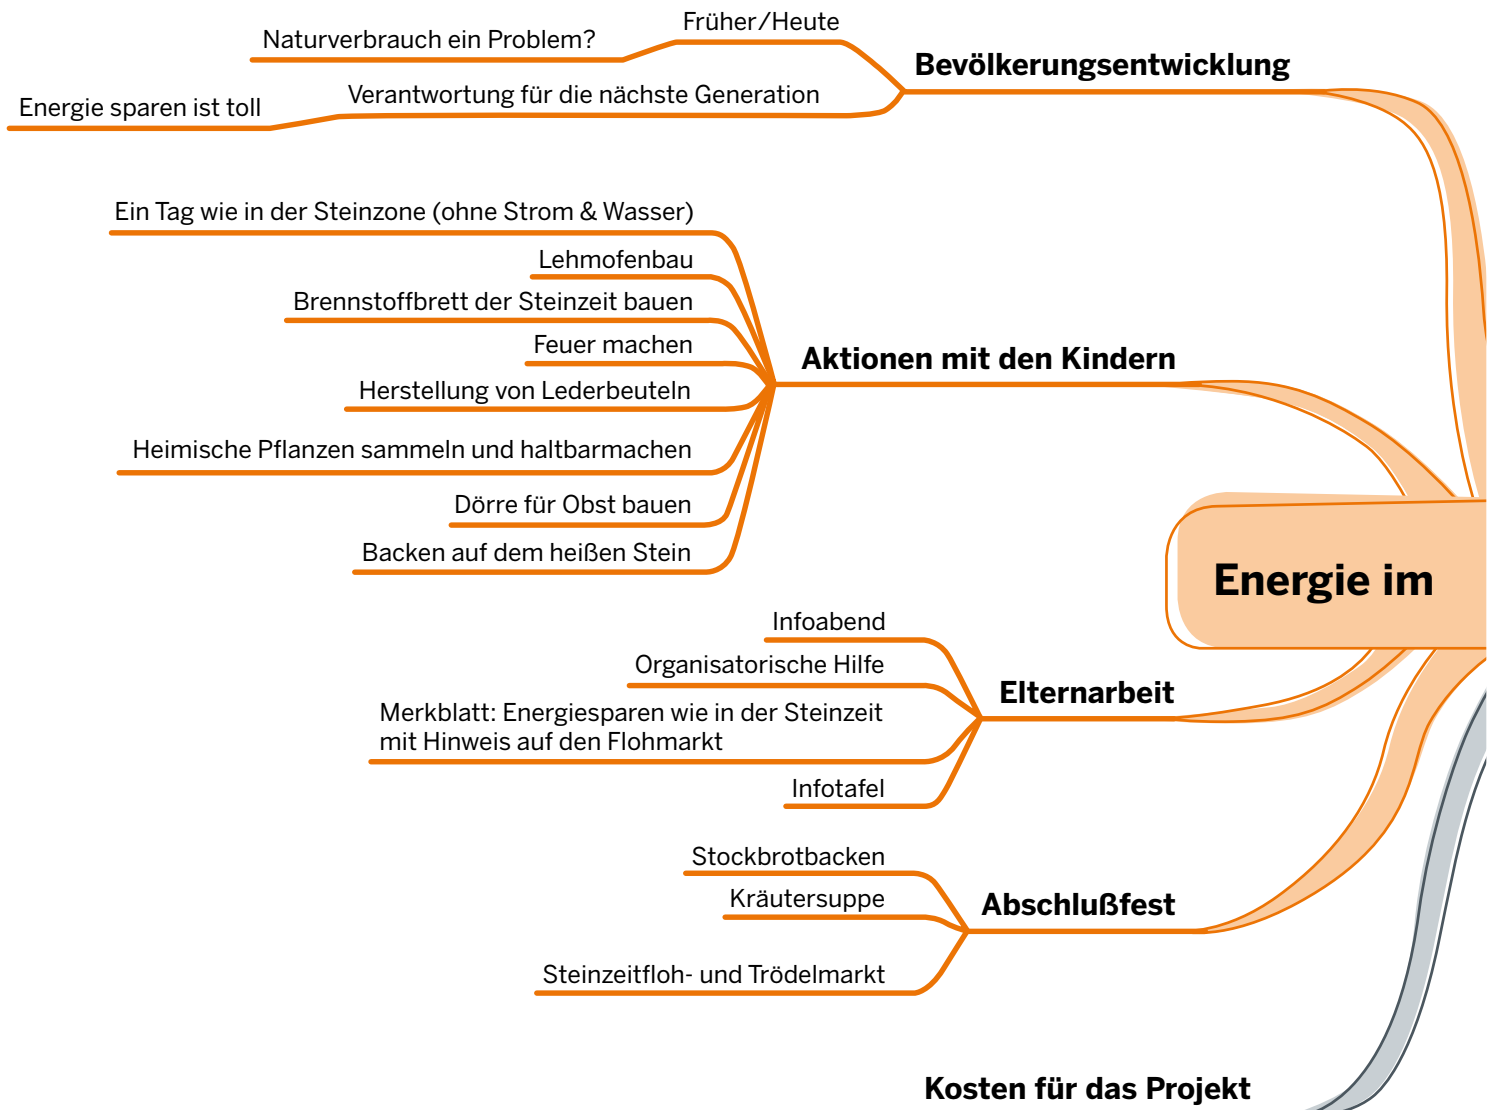 Früher/Heute
Naturverbrauch ein Problem?
Bevölkerungsentwicklung
Verantwortung für die nächste Generation
Energie sparen ist toll
Ein Tag wie in der Steinzone (ohne Strom & Wasser)
Lehmofenbau
Brennstoffbrett der Steinzeit bauen
Feuer machen
Aktionen mit den Kindern
Herstellung von Lederbeuteln
Heimische Pflanzen sammeln und haltbarmachen
Dörre für Obst bauen
Backen auf dem heißen Stein
Energie im
Infoabend
Organisatorische Hilfe
Elternarbeit
Merkblatt: Energiesparen wie in der Steinzeit
mit Hinweis auf den Flohmarkt
Infotafel
Stockbrotbacken
Kräutersuppe
Abschlußfest
Steinzeitfloh- und Trödelmarkt
Kosten für das Projekt